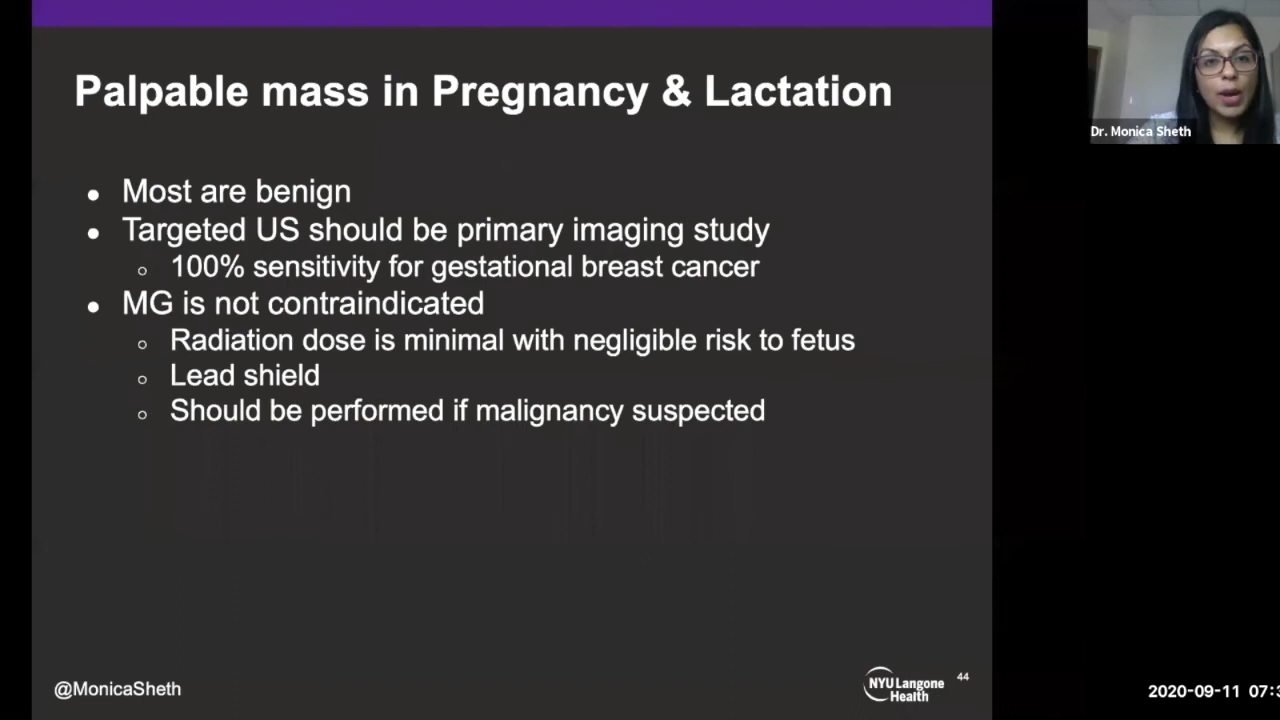 Palpable mass in Pregnancy & Lactation
Dr. Monica Sheth
• Most are benign
• Targeted US should be primary imaging study
○ 100% sensitivity for gestational breast cancer
• MG is not contraindicated
○ Radiation dose is minimal with negligible risk to fetus
○ Lead shield
○ Should be performed if malignancy suspected
@MonicaSheth
NYU Langone
Health
44
2020-09-11 07:3